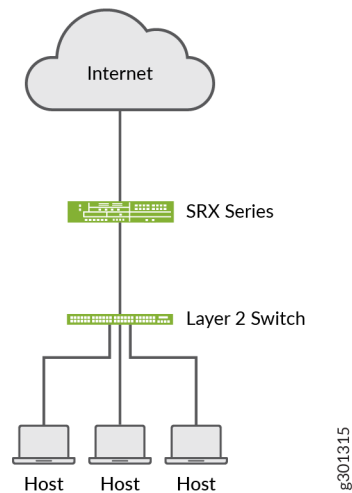 Internet
SRX Series
Layer 2 Switch
Host Host Host
g301315